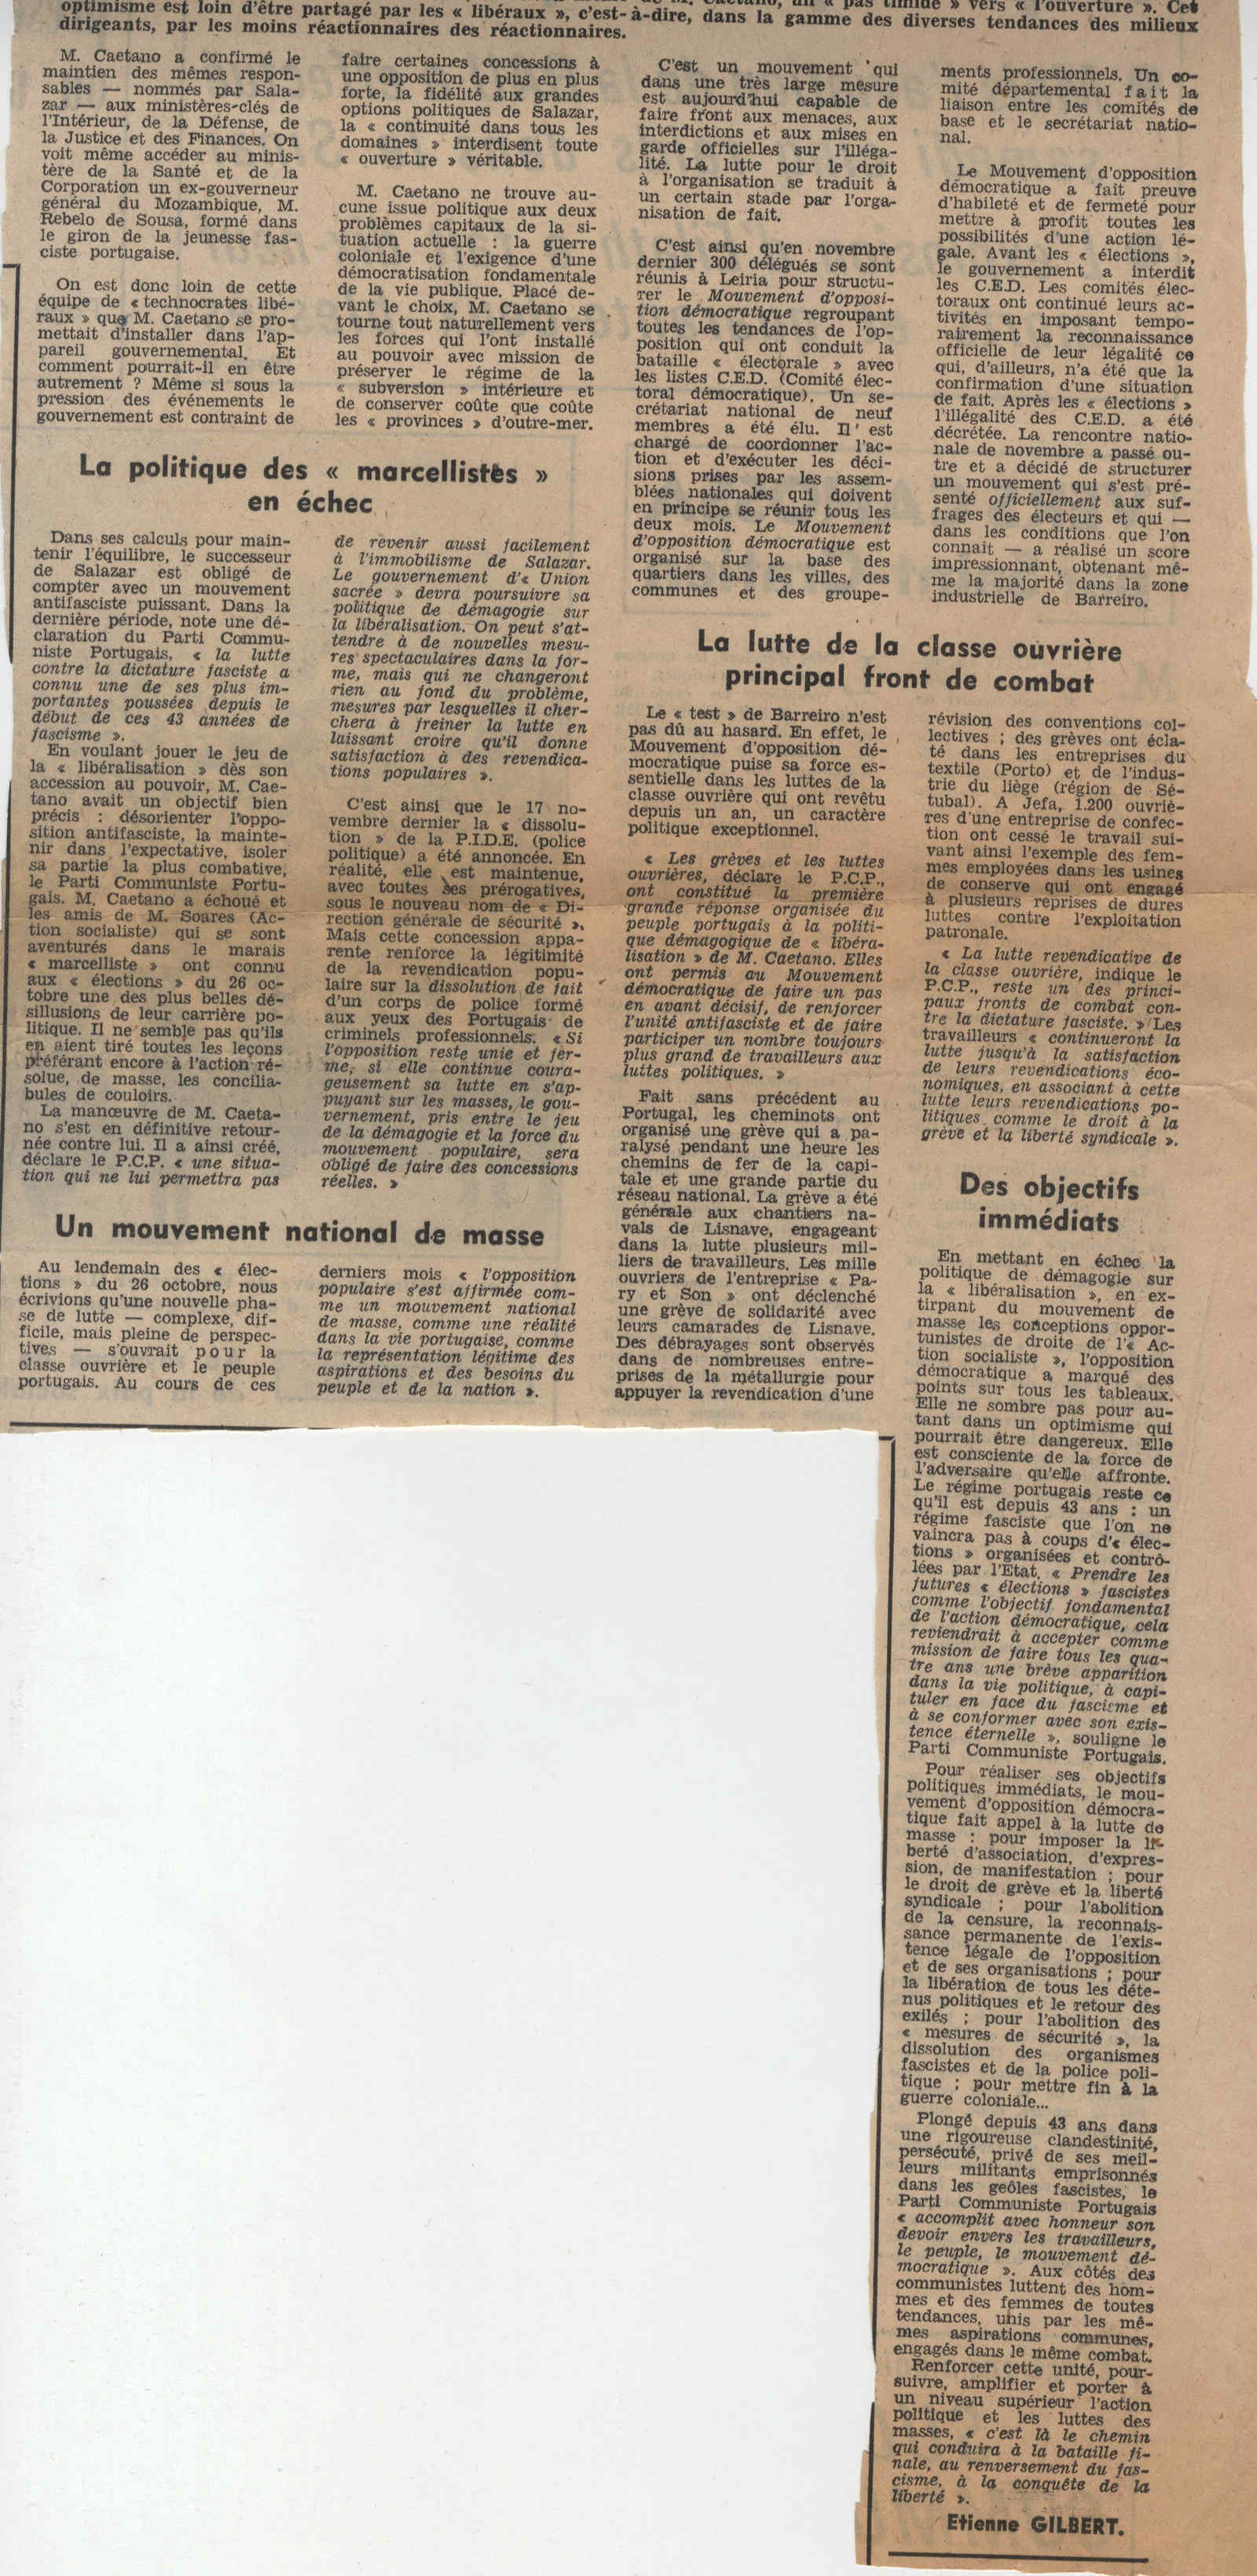 optimisme est loin d'être partagé par les « libéraux », c'est-à-dire, dans la gamme des diverses tendances des milieux
dirigeants, par les moins réactionnaires des réactionnaires.
M. Caetano a confirmé le
maintien des mêmes respon-
sables — nommés par Sala-
zar — aux ministères-clés de
l'Intérieur, de la Défense, de
la Justice et des Finances. On
voit même accéder au minis-
tère de la Santé et de la
Corporation un ex-gouverneur
général du Mozambique, M.
Rebelo de Sousa, formé dans
le giron de la jeunesse fas-
ciste portugaise.
On est donc loin de cette
équipe de « technocrates libé-
raux » que M. Caetano se pro-
mettait d'installer dans l'ap-
pareil gouvernemental. Et
comment pourrait-il en être
autrement ? Même si sous la
pression des événements le
gouvernement est contraint de
faire certaines concessions à
une opposition de plus en plus
forte, la fidélité aux grandes
options politiques de Salazar,
la « continuité dans tous les
domaines » interdisent toute
« ouverture » véritable.
M. Caetano ne trouve au-
cune issue politique aux deux
problèmes capitaux de la si-
tuation actuelle : la guerre
coloniale et l'exigence d'une
démocratisation fondamentale
de la vie publique. Placé de-
vant le choix, M. Caetano se
tourne tout naturellement vers
les forces qui l'ont installé
au pouvoir avec mission de
préserver le régime de la
« subversion » intérieure et
de conserver coûte que coûte
les « provinces » d'outre-mer.
La politique des « marcellistes »
en échec
Dans ses calculs pour main-
tenir l'équilibre, le successeur
de Salazar est obligé de
compter avec un mouvement
antifasciste puissant. Dans la
dernière période, note une dé-
claration du Parti Commu-
niste Portugais, « la lutte
contre la dictature fasciste a
connu une de ses plus im-
portantes poussées depuis le
début de ces 43 années de
fascisme ».
En voulant jouer le jeu de
la « libéralisation » dès son
accession au pouvoir, M. Cae-
tano avait un objectif bien
précis : désorienter l'oppo-
sition antifasciste, la mainte-
nir dans l'expectative, isoler
sa partie la plus combative,
le Parti Communiste Portu-
gais. M. Caetano a échoué et
les amis de M. Soares (Ac-
tion socialiste) qui se sont
aventurés dans le marais
« marcelliste » ont connu
aux « élections » du 26 oc-
tobre une des plus belles dé-
sillusions de leur carrière po-
litique. Il ne semble pas qu'ils
en aient tiré toutes les leçons
préférant encore à l'action ré-
solue, de masse, les concilia-
bules de couloirs.
La manœuvre de M. Caeta-
no s'est en définitive retour-
née contre lui. Il a ainsi créé,
déclare le P.C.P. « une situa-
tion qui ne lui permettra pas
de revenir aussi facilement
à l'immobilisme de Salazar.
Le gouvernement d'« Union
sacrée » devra poursuivre sa
politique de démagogie sur
la libéralisation. On peut s'at-
tendre à de nouvelles mesu-
res spectaculaires dans la for-
me, mais qui ne changeront
rien au fond du problème,
mesures par lesquelles il cher-
chera à freiner la lutte en
laissant croire qu'il donne
satisfaction à des revendica-
tions populaires ».
C'est ainsi que le 17 no-
vembre dernier la « dissolu-
tion » de la P.I.D.E. (police
politique) a été annoncée. En
réalité, elle est maintenue,
avec toutes ses prérogatives,
sous le nouveau nom de « Di-
rection générale de sécurité ».
Mais cette concession appa-
rente renforce la légitimité
de la revendication popu-
laire sur la dissolution de fait
d'un corps de police formé
aux yeux des Portugais de
criminels professionnels. « Si
l'opposition reste unie et fer-
me, si elle continue coura-
geusement sa lutte en s'ap-
puyant sur les masses, le gou-
vernement, pris entre le jeu
de la démagogie et la force du
mouvement populaire, sera
obligé de faire des concessions
réelles. »
Un mouvement national de masse
Au lendemain des « élec-
tions » du 26 octobre, nous
écrivions qu'une nouvelle pha-
se de lutte — complexe, dif-
ficile, mais pleine de perspec-
tives — s'ouvrait pour la
classe ouvrière et le peuple
portugais. Au cours de ces
derniers mois « l'opposition
populaire s'est affirmée com-
me un mouvement national
de masse, comme une réalité
dans la vie portugaise, comme
la représentation légitime des
aspirations et des besoins du
peuple et de la nation ».
C'est un mouvement qui
dans une très large mesure
est aujourd'hui capable de
faire front aux menaces, aux
interdictions et aux mises en
garde officielles sur l'illéga-
lité. La lutte pour le droit
à l'organisation se traduit à
un certain stade par l'orga-
nisation de fait.
C'est ainsi qu'en novembre
dernier 300 délégués se sont
réunis à Leiria pour structu-
rer le Mouvement d'opposi-
tion démocratique regroupant
toutes les tendances de l'op-
position qui ont conduit la
bataille « électorale » avec
les listes C.E.D. (Comité élec-
toral démocratique). Un se-
crétariat national de neuf
membres a été élu. Il est
chargé de coordonner l'ac-
tion et d'exécuter les déci-
sions prises par les assem-
blées nationales qui doivent
en principe se réunir tous les
deux mois. Le Mouvement
d'opposition démocratique est
organisé sur la base des
quartiers dans les villes, des
communes et des groupe-
ments professionnels. Un co-
mité départemental fait la
liaison entre les comités de
base et le secrétariat natio-
nal.
Le Mouvement d'opposition
démocratique a fait preuve
d'habileté et de fermeté pour
mettre à profit toutes les
possibilités d'une action lé-
gale. Avant les « élections »,
le gouvernement a interdit
les C.E.D. Les comités élec-
toraux ont continué leurs ac-
tivités en imposant tempo-
rairement la reconnaissance
officielle de leur légalité ce
qui, d'ailleurs, n'a été que la
confirmation d'une situation
de fait. Après les « élections »
l'illégalité des C.E.D. a été
décrétée. La rencontre natio-
nale de novembre a passé ou-
tre et a décidé de structurer
un mouvement qui s'est pré-
senté officiellement aux suf-
frages des électeurs et qui —
dans les conditions que l'on
connaît — a réalisé un score
impressionnant, obtenant mê-
me la majorité dans la zone
industrielle de Barreiro.
La lutte de la classe ouvrière
principal front de combat
Le « test » de Barreiro n'est
pas dû au hasard. En effet, le
Mouvement d'opposition dé-
mocratique puise sa force es-
sentielle dans les luttes de la
classe ouvrière qui ont revêtu
depuis un an, un caractère
politique exceptionnel.
« Les grèves et les luttes
ouvrières, déclare le P.C.P.,
ont constitué la première
grande réponse organisée du
peuple portugais à la politi-
que démagogique de « libéra-
lisation » de M. Caetano. Elles
ont permis au Mouvement
démocratique de faire un pas
en avant décisif, de renforcer
l'unité antifasciste et de faire
participer un nombre toujours
plus grand de travailleurs aux
luttes politiques. »
Fait sans précédent au
Portugal, les cheminots ont
organisé une grève qui a pa-
ralysé pendant une heure les
chemins de fer de la capi-
tale et une grande partie du
réseau national. La grève a été
générale aux chantiers na-
vals de Lisnave, engageant
dans la lutte plusieurs mil-
liers de travailleurs. Les mille
ouvriers de l'entreprise « Pa-
ry et Son » ont déclenché
une grève de solidarité avec
leurs camarades de Lisnave.
Des débrayages sont observés
dans de nombreuses entre-
prises de la métallurgie pour
appuyer la revendication d'une
révision des conventions col-
lectives ; des grèves ont écla-
té dans les entreprises du
textile (Porto) et de l'indus-
trie du liège (région de Sé-
tubal). A Jefa, 1.200 ouvriè-
res d'une entreprise de confec-
tion ont cessé le travail sui-
vant ainsi l'exemple des fem-
mes employées dans les usines
de conserve qui ont engagé
à plusieurs reprises de dures
luttes contre l'exploitation
patronale.
« La lutte revendicative de
la classe ouvrière, indique le
P.C.P., reste un des princi-
paux fronts de combat con-
tre la dictature fasciste. » Les
travailleurs « continueront la
lutte jusqu'à la satisfaction
de leurs revendications éco-
nomiques, en associant à cette
lutte leurs revendications po-
litiques comme le droit à la
grève et la liberté syndicale ».
Des objectifs
immédiats
En mettant en échec la
politique de démagogie sur
la « libéralisation », en ex-
tirpant du mouvement de
masse les conceptions oppor-
tunistes de droite de l'« Ac-
tion socialiste », l'opposition
démocratique a marqué des
points sur tous les tableaux.
Elle ne sombre pas pour au-
tant dans un optimisme qui
pourrait être dangereux. Elle
est consciente de la force de
l'adversaire qu'elle affronte.
Le régime portugais reste ce
qu'il est depuis 43 ans : un
régime fasciste que l'on ne
vaincra pas à coups d'« élec-
tions » organisées et contrô-
lées par l'Etat. « Prendre les
futures « élections » fascistes
comme l'objectif fondamental
de l'action démocratique, cela
reviendrait à accepter comme
mission de faire tous les qua-
tre ans une brève apparition
dans la vie politique, à capi-
tuler en face du fascisme et
à se conformer avec son exis-
tence éternelle », souligne le
Parti Communiste Portugais.
Pour réaliser ses objectifs
politiques immédiats, le mou-
vement d'opposition démocra-
tique fait appel à la lutte de
masse : pour imposer la li-
berté d'association, d'expres-
sion, de manifestation ; pour
le droit de grève et la liberté
syndicale ; pour l'abolition
de la censure, la reconnais-
sance permanente de l'exis-
tence légale de l'opposition
et de ses organisations ; pour
la libération de tous les déte-
nus politiques et le retour des
exilés ; pour l'abolition des
« mesures de sécurité », la
dissolution des organismes
fascistes et de la police poli-
tique ; pour mettre fin à la
guerre coloniale...
Plongé depuis 43 ans dans
une rigoureuse clandestinité,
persécuté, privé de ses meil-
leurs militants emprisonnés
dans les geôles fascistes, le
Parti Communiste Portugais
« accomplit avec honneur son
devoir envers les travailleurs,
le peuple, le mouvement dé-
mocratique ». Aux côtés des
communistes luttent des hom-
mes et des femmes de toutes
tendances, unis par les mê-
mes aspirations communes,
engagés dans le même combat.
Renforcer cette unité, pour-
suivre, amplifier et porter à
un niveau supérieur l'action
politique et les luttes des
masses, « c'est là le chemin
qui conduira à la bataille fi-
nale, au renversement du fas-
cisme, à la conquête de la
liberté ».
Etienne GILBERT.